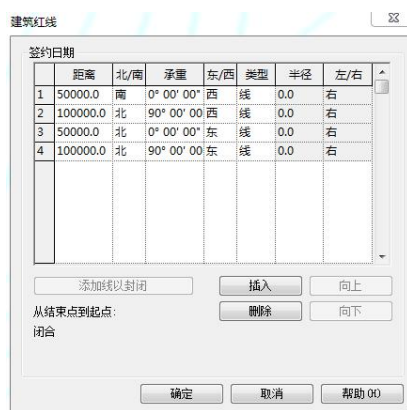 建筑红线
签约日期
距离 北/南 承重 东/西 类型 半径 左/右
1 50000.0 南 0° 00' 00" 西 线 0.0 右
2 100000.0 北 90° 00' 00 西 线 0.0 右
3 50000.0 北 0° 00' 00" 东 线 0.0 右
4 100000.0 北 90° 00' 00 东 线 0.0 右
添加线以封闭 插入 向上
从结束点到起点: 删除 向下
闭合
确定 取消 帮助(H)